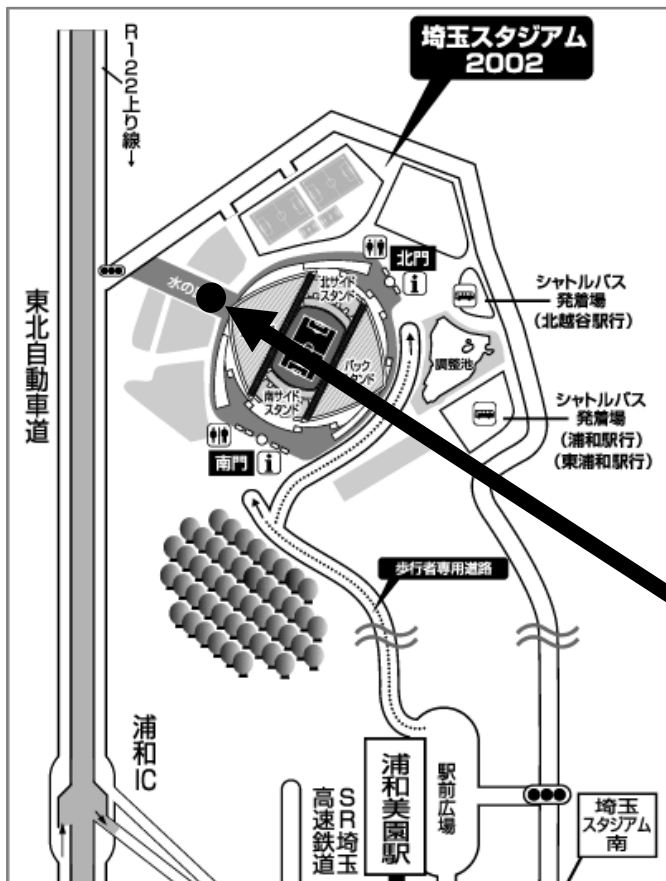 埼玉スタジアム
2002
R122上り線→
東北自動車道
水の
北門
北サイド
スタンド
バック
スタンド
南サイド
スタンド
南門
調整池
シャトルバス
発着場
(北越谷駅行)
シャトルバス
発着場
(浦和駅行)
(東浦和駅行)
歩行者専用道路
浦和IC
SR埼玉
高速鉄道
浦和美園駅
駅前広場
埼玉
スタジアム
南